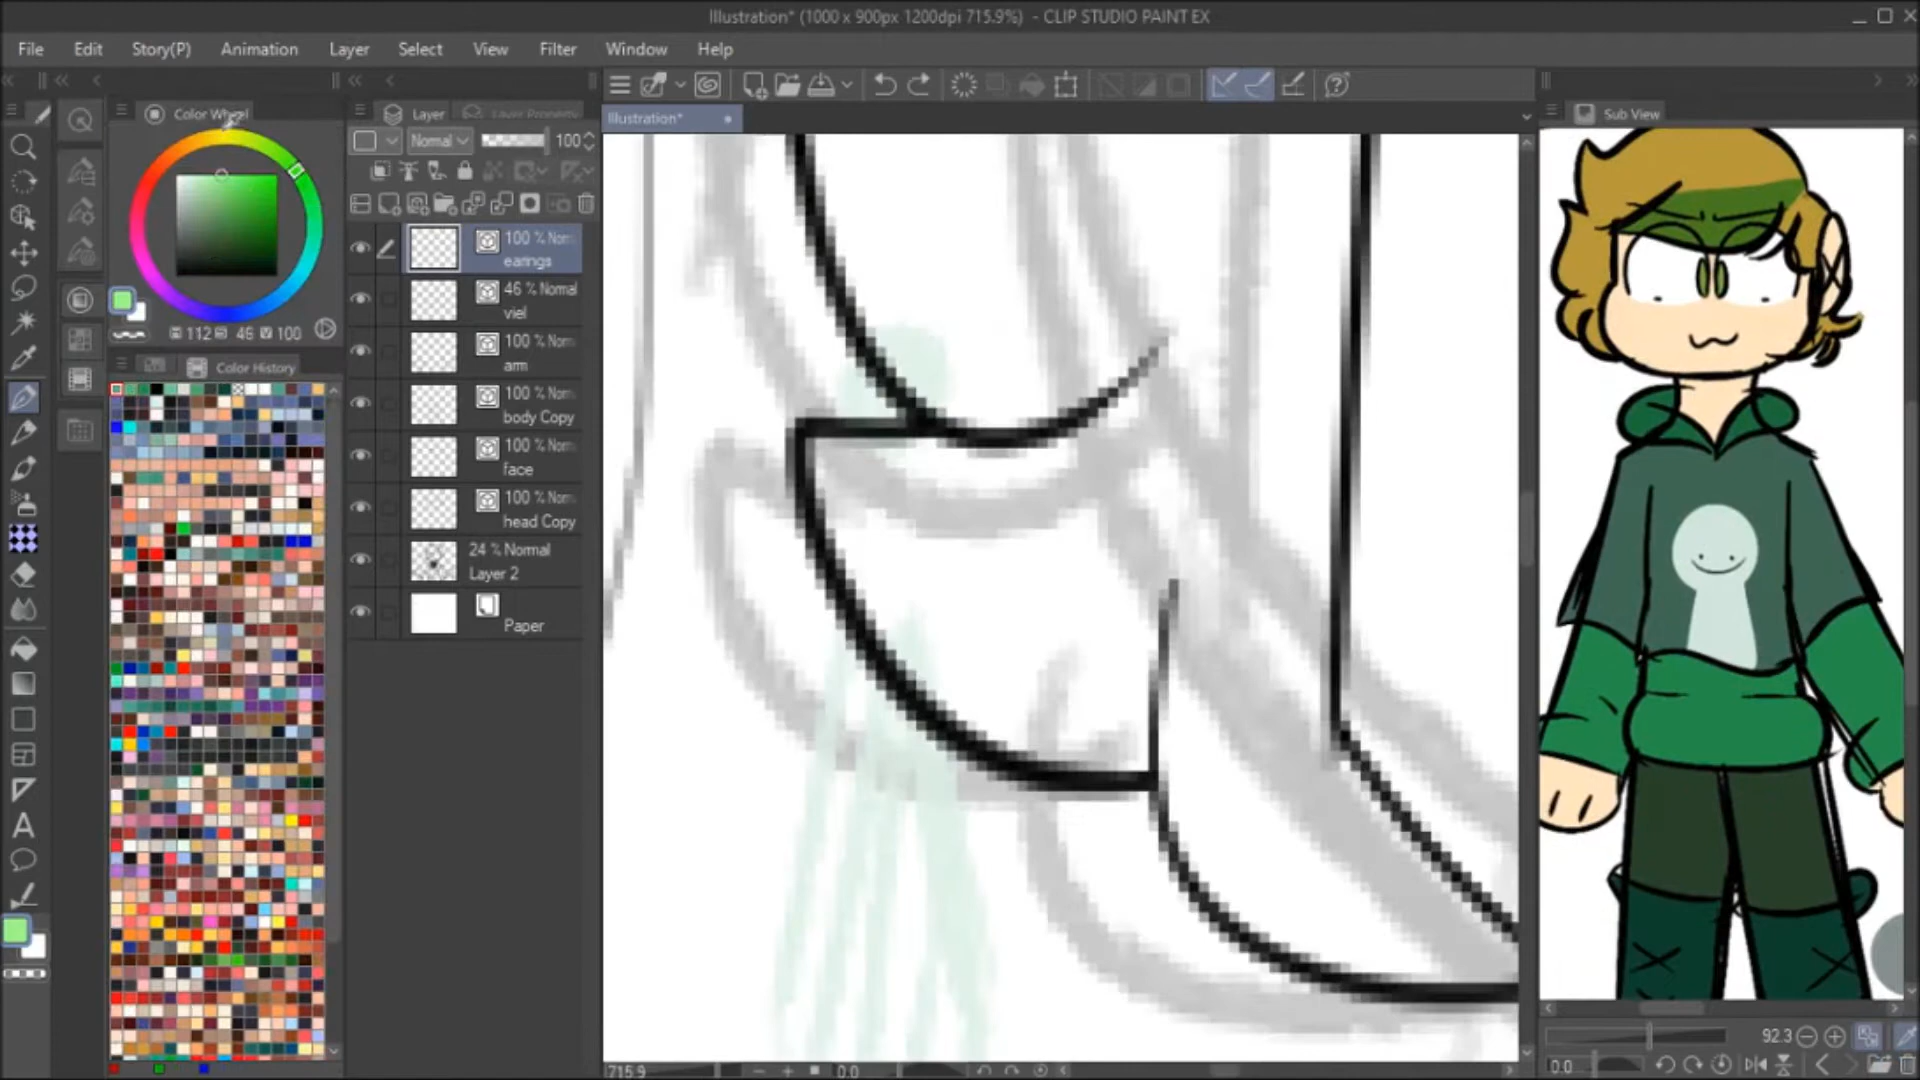 Illustration* (1000 x 900px 1200dpi 715.9%) - CLIP STUDIO PAINT EX
File Edit Story(P) Animation Layer Select View Filter Window Help
Color Wheel
Layer Layer Property
Illustration*
Sub View
Normal 100
100 % Norm
earings
46 % Normal
viel
100 % Norm
arm
112 46 V 100
Color History
100 % Norm
body Copy
100 % Norm
face
100 % Norm
head Copy
24 % Normal
Layer 2
Paper
92.3
0.0
715.9 0.0